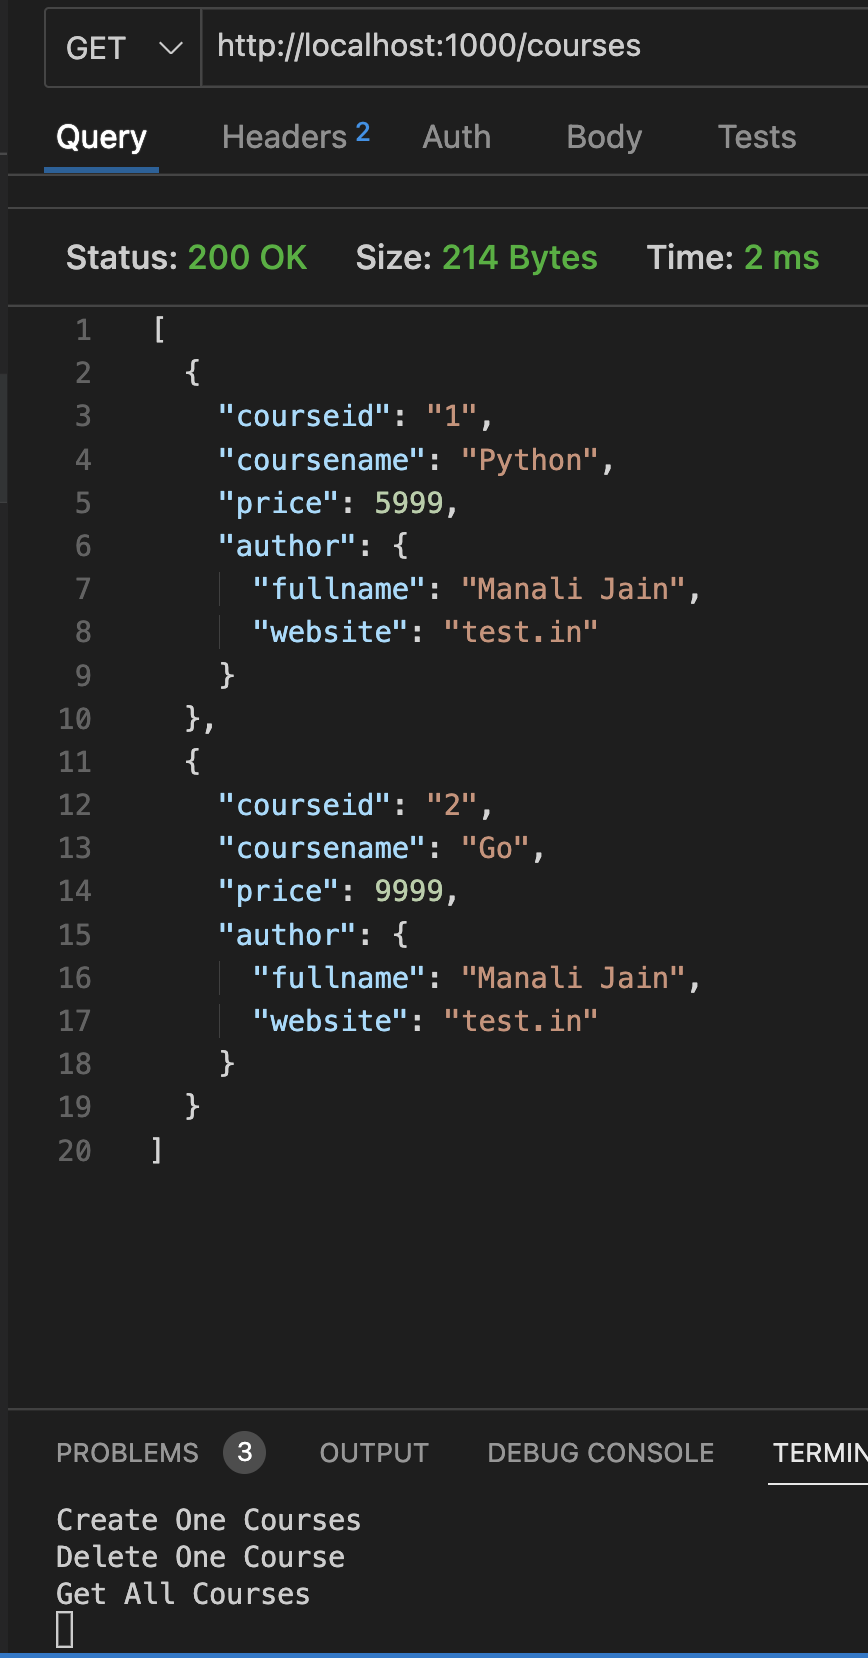 GET http://localhost:1000/courses
Query Headers 2 Auth Body Tests
Status: 200 OK Size: 214 Bytes Time: 2 ms
1 [
2 {
3 "courseid": "1",
4 "coursename": "Python",
5 "price": 5999,
6 "author": {
7 "fullname": "Manali Jain",
8 "website": "test.in"
9 }
10 },
11 {
12 "courseid": "2",
13 "coursename": "Go",
14 "price": 9999,
15 "author": {
16 "fullname": "Manali Jain",
17 "website": "test.in"
18 }
19 }
20 ]
PROBLEMS 3 OUTPUT DEBUG CONSOLE TERMIN
Create One Courses
Delete One Course
Get All Courses